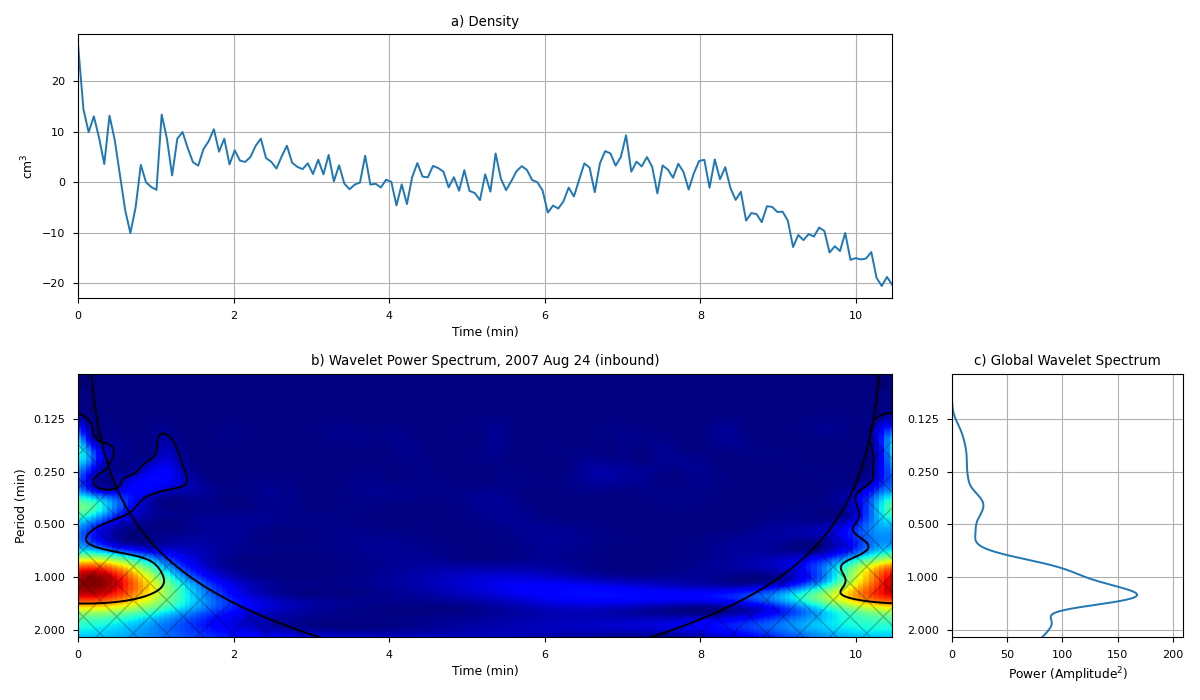 a) Density
cm³
20
10
0
−10
−20
0 2 4 6 8 10
Time (min)
b) Wavelet Power Spectrum, 2007 Aug 24 (inbound)
Period (min)
0.125
0.250
0.500
1.000
2.000
0 2 4 6 8 10
Time (min)
c) Global Wavelet Spectrum
0.125
0.250
0.500
1.000
2.000
0 50 100 150 200
Power (Amplitude²)